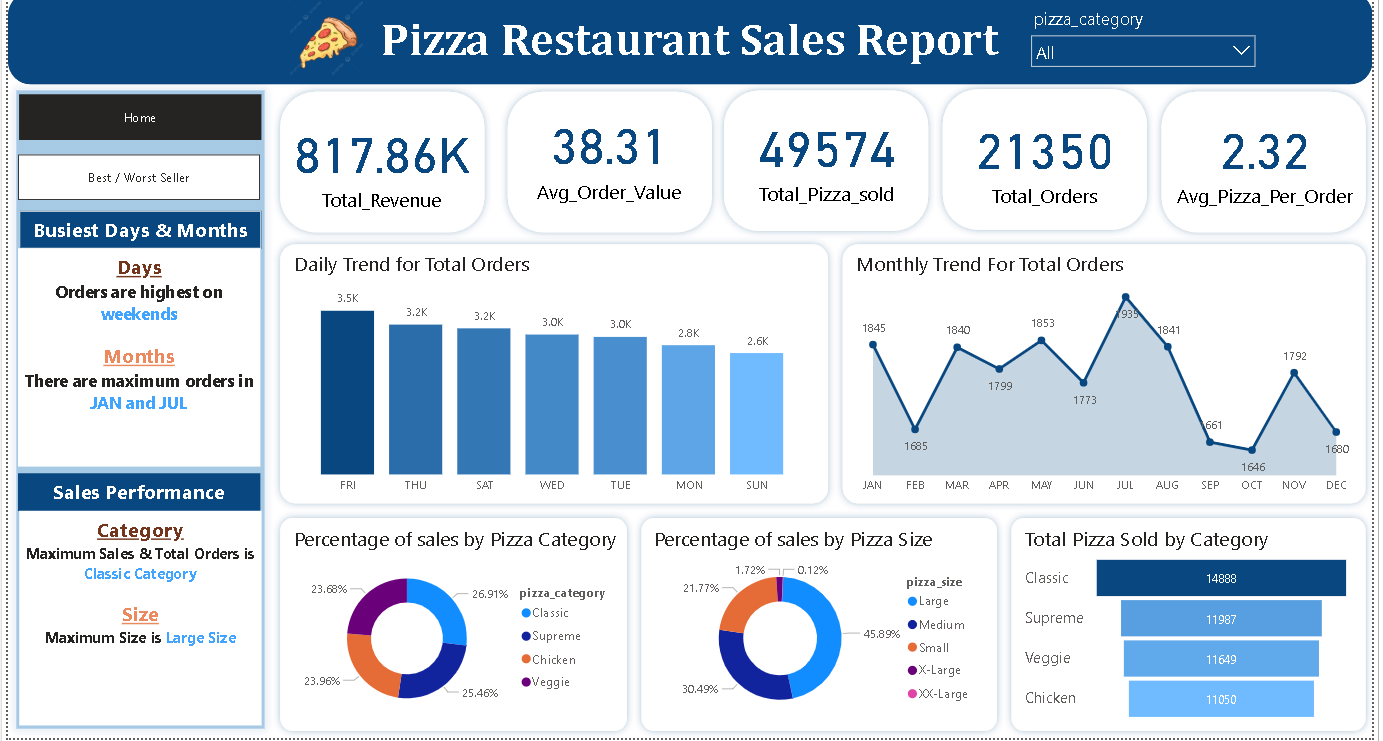 Pizza Restaurant Sales Report
pizza_category
All
Home
Best / Worst Seller
Busiest Days & Months
Days
Orders are highest on
weekends
Months
There are maximum orders in
JAN and JUL
Sales Performance
Category
Maximum Sales & Total Orders is
Classic Category
Size
Maximum Size is Large Size
817.86K
Total_Revenue
38.31
Avg_Order_Value
49574
Total_Pizza_sold
21350
Total_Orders
2.32
Avg_Pizza_Per_Order
Daily Trend for Total Orders
3.5K
3.2K
3.2K
3.0K
3.0K
2.8K
2.6K
FRI THU SAT WED TUE MON SUN
Monthly Trend For Total Orders
1845
1685
1840
1799
1853
1773
1935
1841
1661
1646
1792
1680
JAN FEB MAR APR MAY JUN JUL AUG SEP OCT NOV DEC
Percentage of sales by Pizza Category
26.91%
25.46%
23.96%
23.68%
pizza_category
Classic
Supreme
Chicken
Veggie
Percentage of sales by Pizza Size
1.72%
0.12%
21.77%
45.89%
30.49%
pizza_size
Large
Medium
Small
X-Large
XX-Large
Total Pizza Sold by Category
Classic 14888
Supreme 11987
Veggie 11649
Chicken 11050